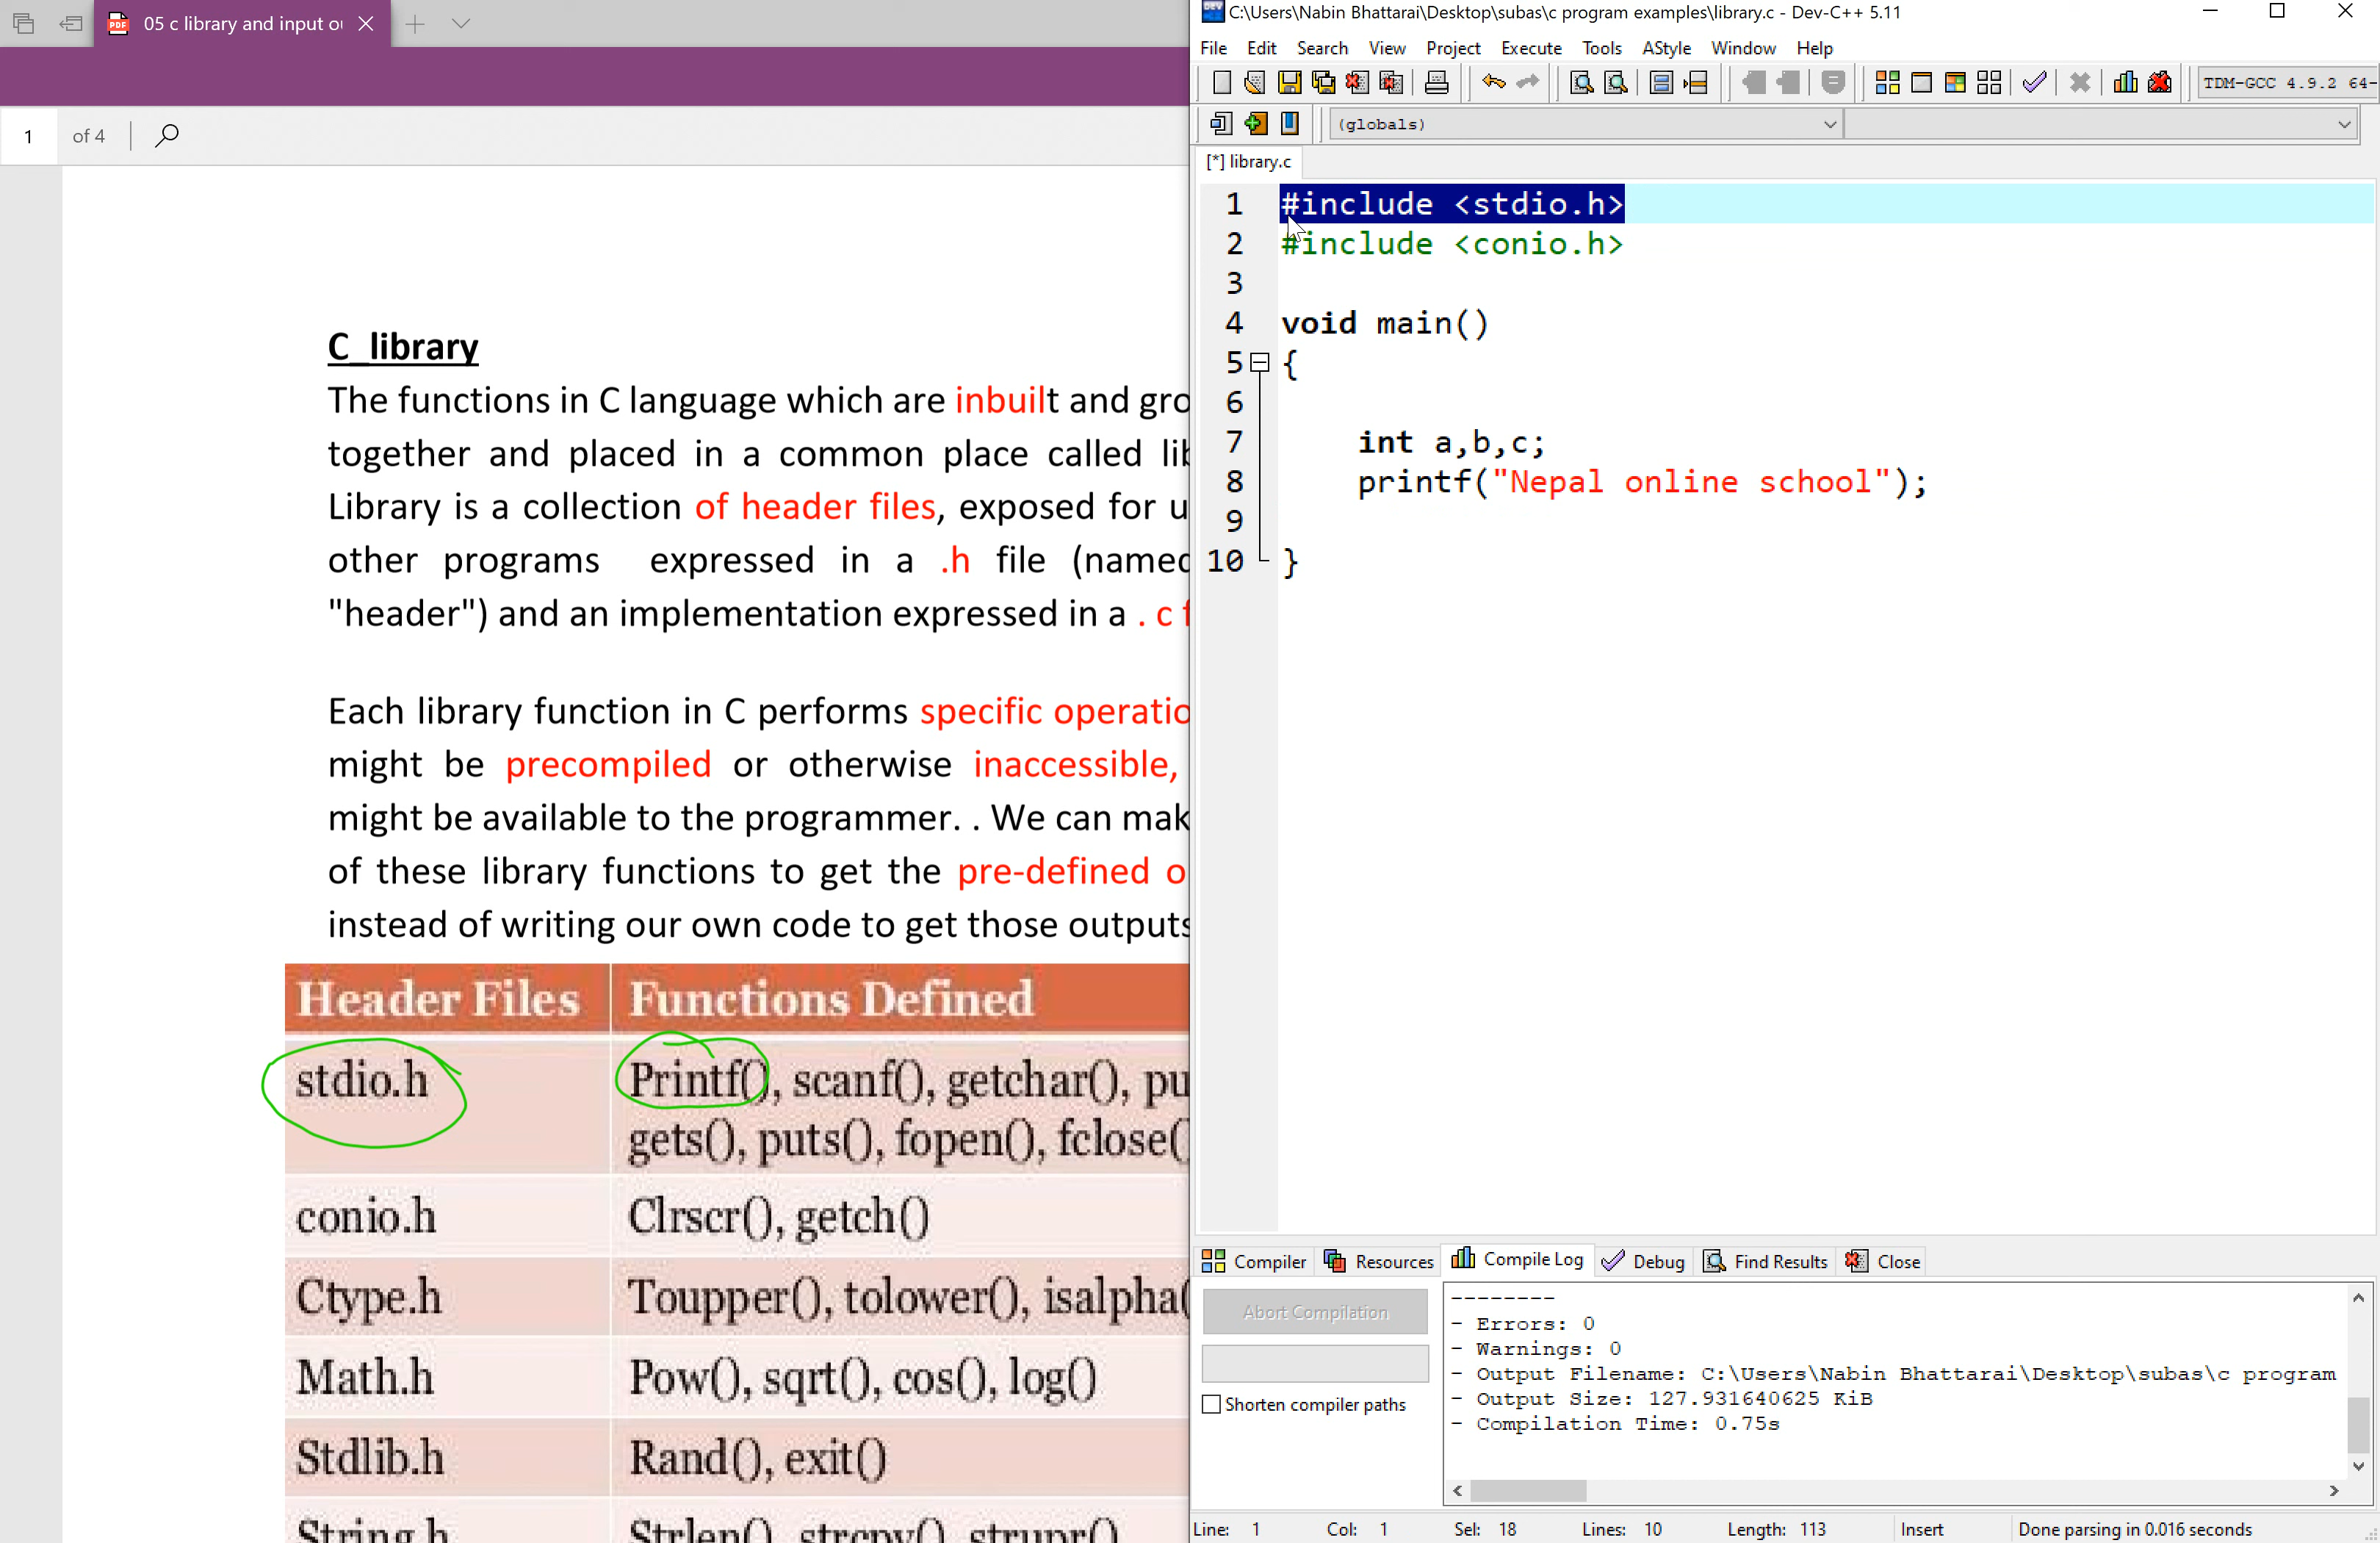 05 c library and input
1 of 4
C_library
The functions in C language which are inbuilt and
together and placed in a common place called
Library is a collection of header files, exposed for
other programs expressed in a .h file (named
"header") and an implementation expressed in a . c
Each library function in C performs specific
might be precompiled or otherwise inaccessible,
might be available to the programmer. . We can
of these library functions to get the pre-defined
instead of writing our own code to get those outputs
Header Files Functions Defined
stdio.h Printf(), scanf(), getchar(),
gets(), puts(), fopen(), fclose(
conio.h Clrscr(), getch()
Ctype.h Toupper(), tolower(), isalpha(
Math.h Pow(), sqrt(), cos(), log()
Stdlib.h Rand(), exit()
String.h Strlen(), strcpy(), strupr()
DEV C:\Users\Nabin Bhattarai\Desktop\subas\c program examples\library.c - Dev-C++ 5.11
File Edit Search View Project Execute Tools AStyle Window Help
TDM-GCC 4.9.2 64-
(globals)
[*] library.c
1 #include <stdio.h>
2 #include <conio.h>
3
4 void main()
5 {
6
7 int a,b,c;
8 printf("Nepal online school");
9
10 }
Compiler Resources Compile Log Debug Find Results Close
Abort Compilation
Shorten compiler paths
--------
- Errors: 0
- Warnings: 0
- Output Filename: C:\Users\Nabin Bhattarai\Desktop\subas\c program
- Output Size: 127.931640625 KiB
- Compilation Time: 0.75s
Line: 1 Col: 1 Sel: 18 Lines: 10 Length: 113 Insert Done parsing in 0.016 seconds